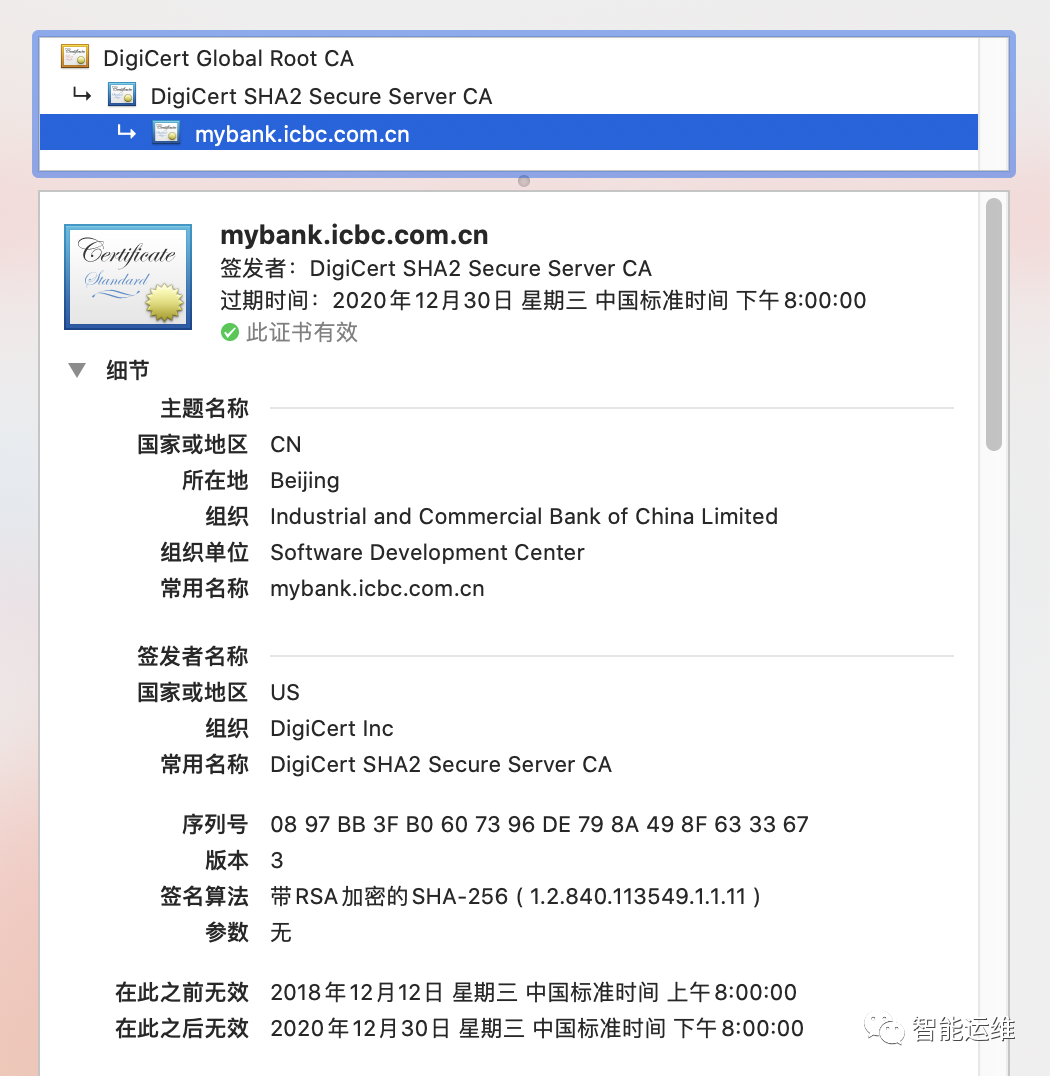 DigiCert Global Root CA
DigiCert SHA2 Secure Server CA
mybank.icbc.com.cn
Certificate
Standard
mybank.icbc.com.cn
签发者：DigiCert SHA2 Secure Server CA
过期时间：2020年12月30日 星期三 中国标准时间 下午8:00:00
此证书有效
细节
主题名称
国家或地区 CN
所在地 Beijing
组织 Industrial and Commercial Bank of China Limited
组织单位 Software Development Center
常用名称 mybank.icbc.com.cn
签发者名称
国家或地区 US
组织 DigiCert Inc
常用名称 DigiCert SHA2 Secure Server CA
序列号 08 97 BB 3F B0 60 73 96 DE 79 8A 49 8F 63 33 67
版本 3
签名算法 带RSA加密的SHA-256 ( 1.2.840.113549.1.1.11 )
参数 无
在此之前无效 2018年12月12日 星期三 中国标准时间 上午8:00:00
在此之后无效 2020年12月30日 星期三 中国标准时间 下午8:00:00
智能运维